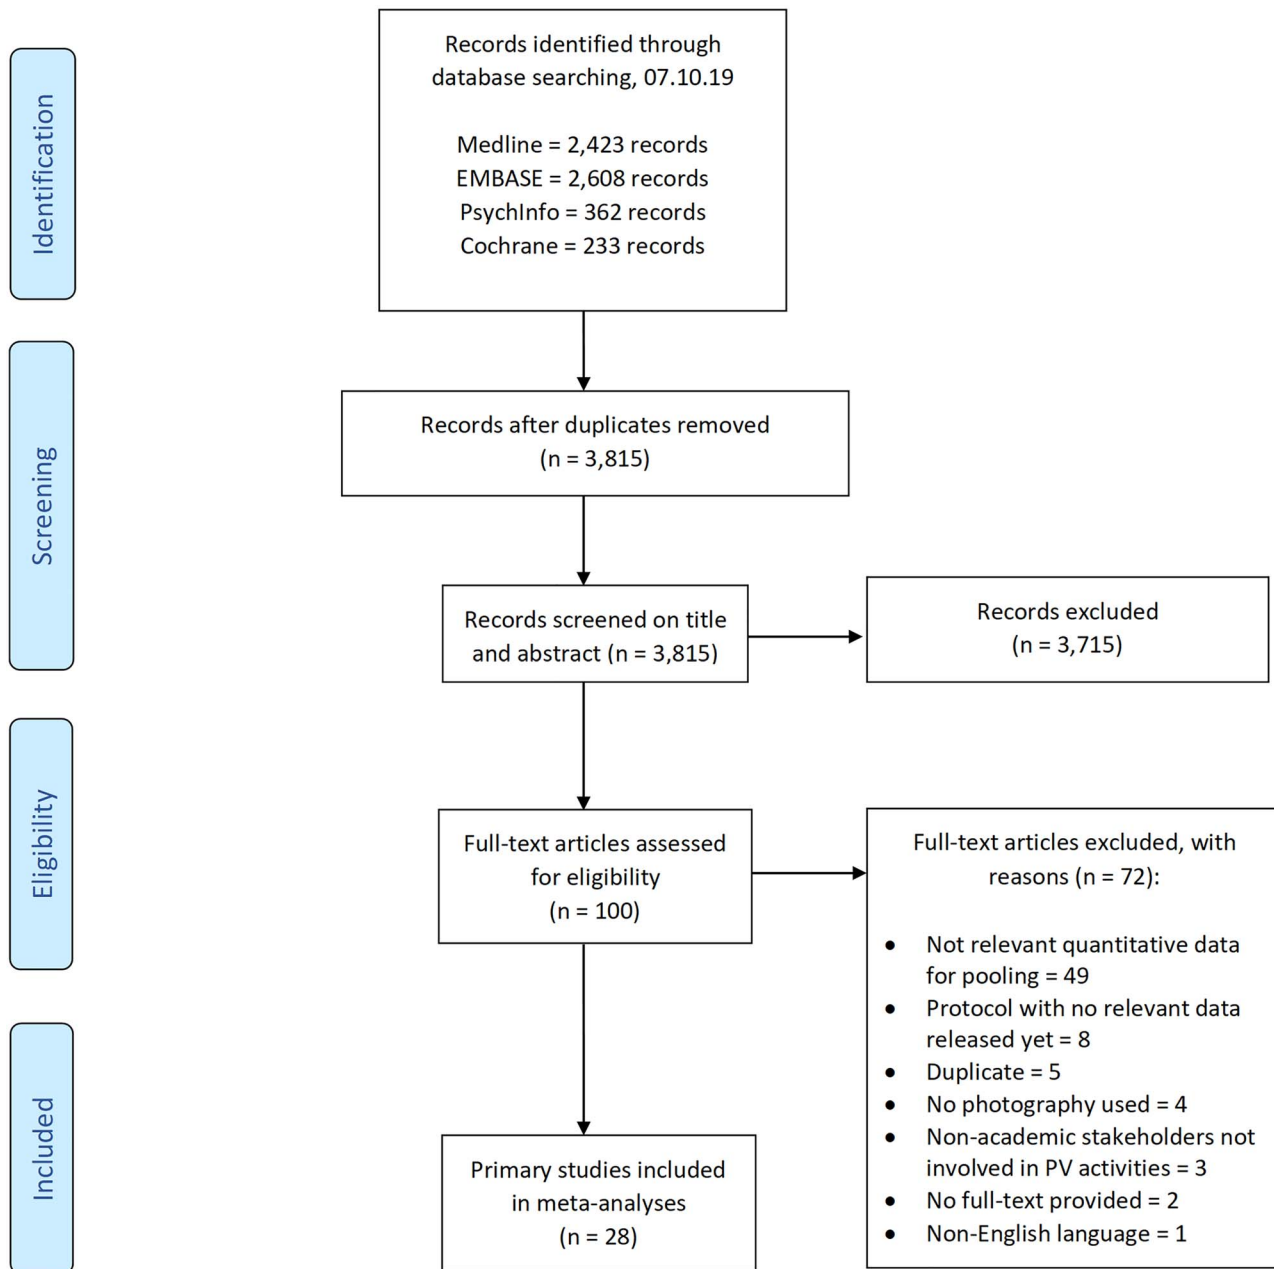 Identification
Records identified through
database searching, 07.10.19
Medline = 2,423 records
EMBASE = 2,608 records
PsychInfo = 362 records
Cochrane = 233 records
Screening
Records after duplicates removed
(n = 3,815)
Records screened on title
and abstract (n = 3,815)
Records excluded
(n = 3,715)
Eligibility
Full-text articles assessed
for eligibility
(n = 100)
Full-text articles excluded, with
reasons (n = 72):
• Not relevant quantitative data
for pooling = 49
• Protocol with no relevant data
released yet = 8
• Duplicate = 5
• No photography used = 4
• Non-academic stakeholders not
involved in PV activities = 3
• No full-text provided = 2
• Non-English language = 1
Included
Primary studies included
in meta-analyses
(n = 28)